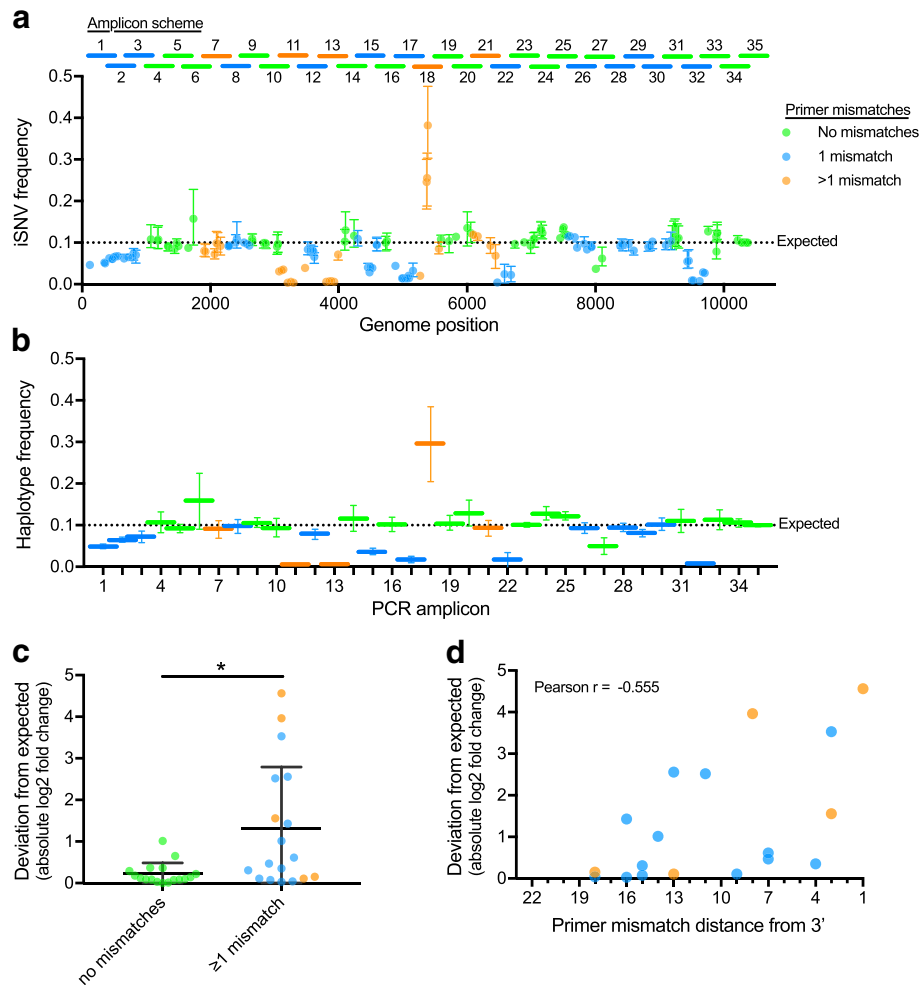 a
Amplicon scheme
1 3 5 7 9 11 13 15 17 19 21 23 25 27 29 31 33 35
2 4 6 8 10 12 14 16 18 20 22 24 26 28 30 32 34
iSNV frequency
0.5
0.4
0.3
0.2
0.1
0.0
Expected
0 2000 4000 6000 8000 10000
Genome position
Primer mismatches
No mismatches
1 mismatch
>1 mismatch
b
Haplotype frequency
0.5
0.4
0.3
0.2
0.1
0.0
Expected
1 4 7 10 13 16 19 22 25 28 31 34
PCR amplicon
c
Deviation from expected
(absolute log2 fold change)
5
4
3
2
1
0
*
no mismatches
≥1 mismatch
d
Deviation from expected
(absolute log2 fold change)
5
4
3
2
1
0
Pearson r = -0.555
22 19 16 13 10 7 4 1
Primer mismatch distance from 3’